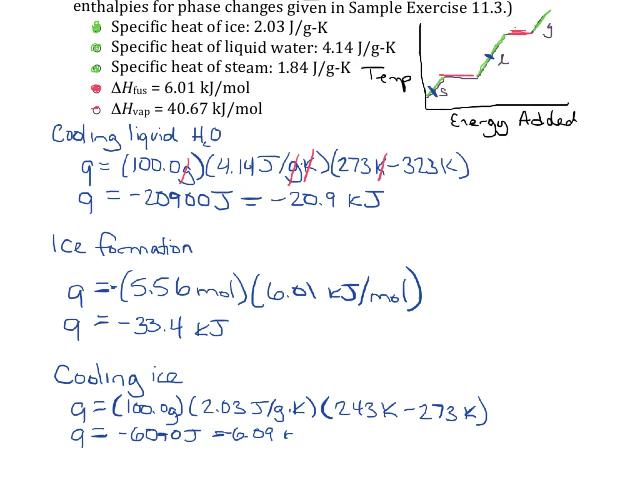 enthalpies for phase changes given in Sample Exercise 11.3.)
Specific heat of ice: 2.03 J/g-K
Specific heat of liquid water: 4.14 J/g-K
Specific heat of steam: 1.84 J/g-K
ΔHfus = 6.01 kJ/mol
ΔHvap = 40.67 kJ/mol
Temp
s
l
g
Energy Added
Cooling liquid H2O
q = (100.0g)(4.14 J/g·K)(273K-323K)
q = -20900J = -20.9 kJ
Ice formation
q = -(5.56 mol)(6.01 kJ/mol)
q = -33.4 kJ
Cooling ice
q = (100.0g)(2.03 J/g·K)(243K-273K)
q = -6090J = -6.09